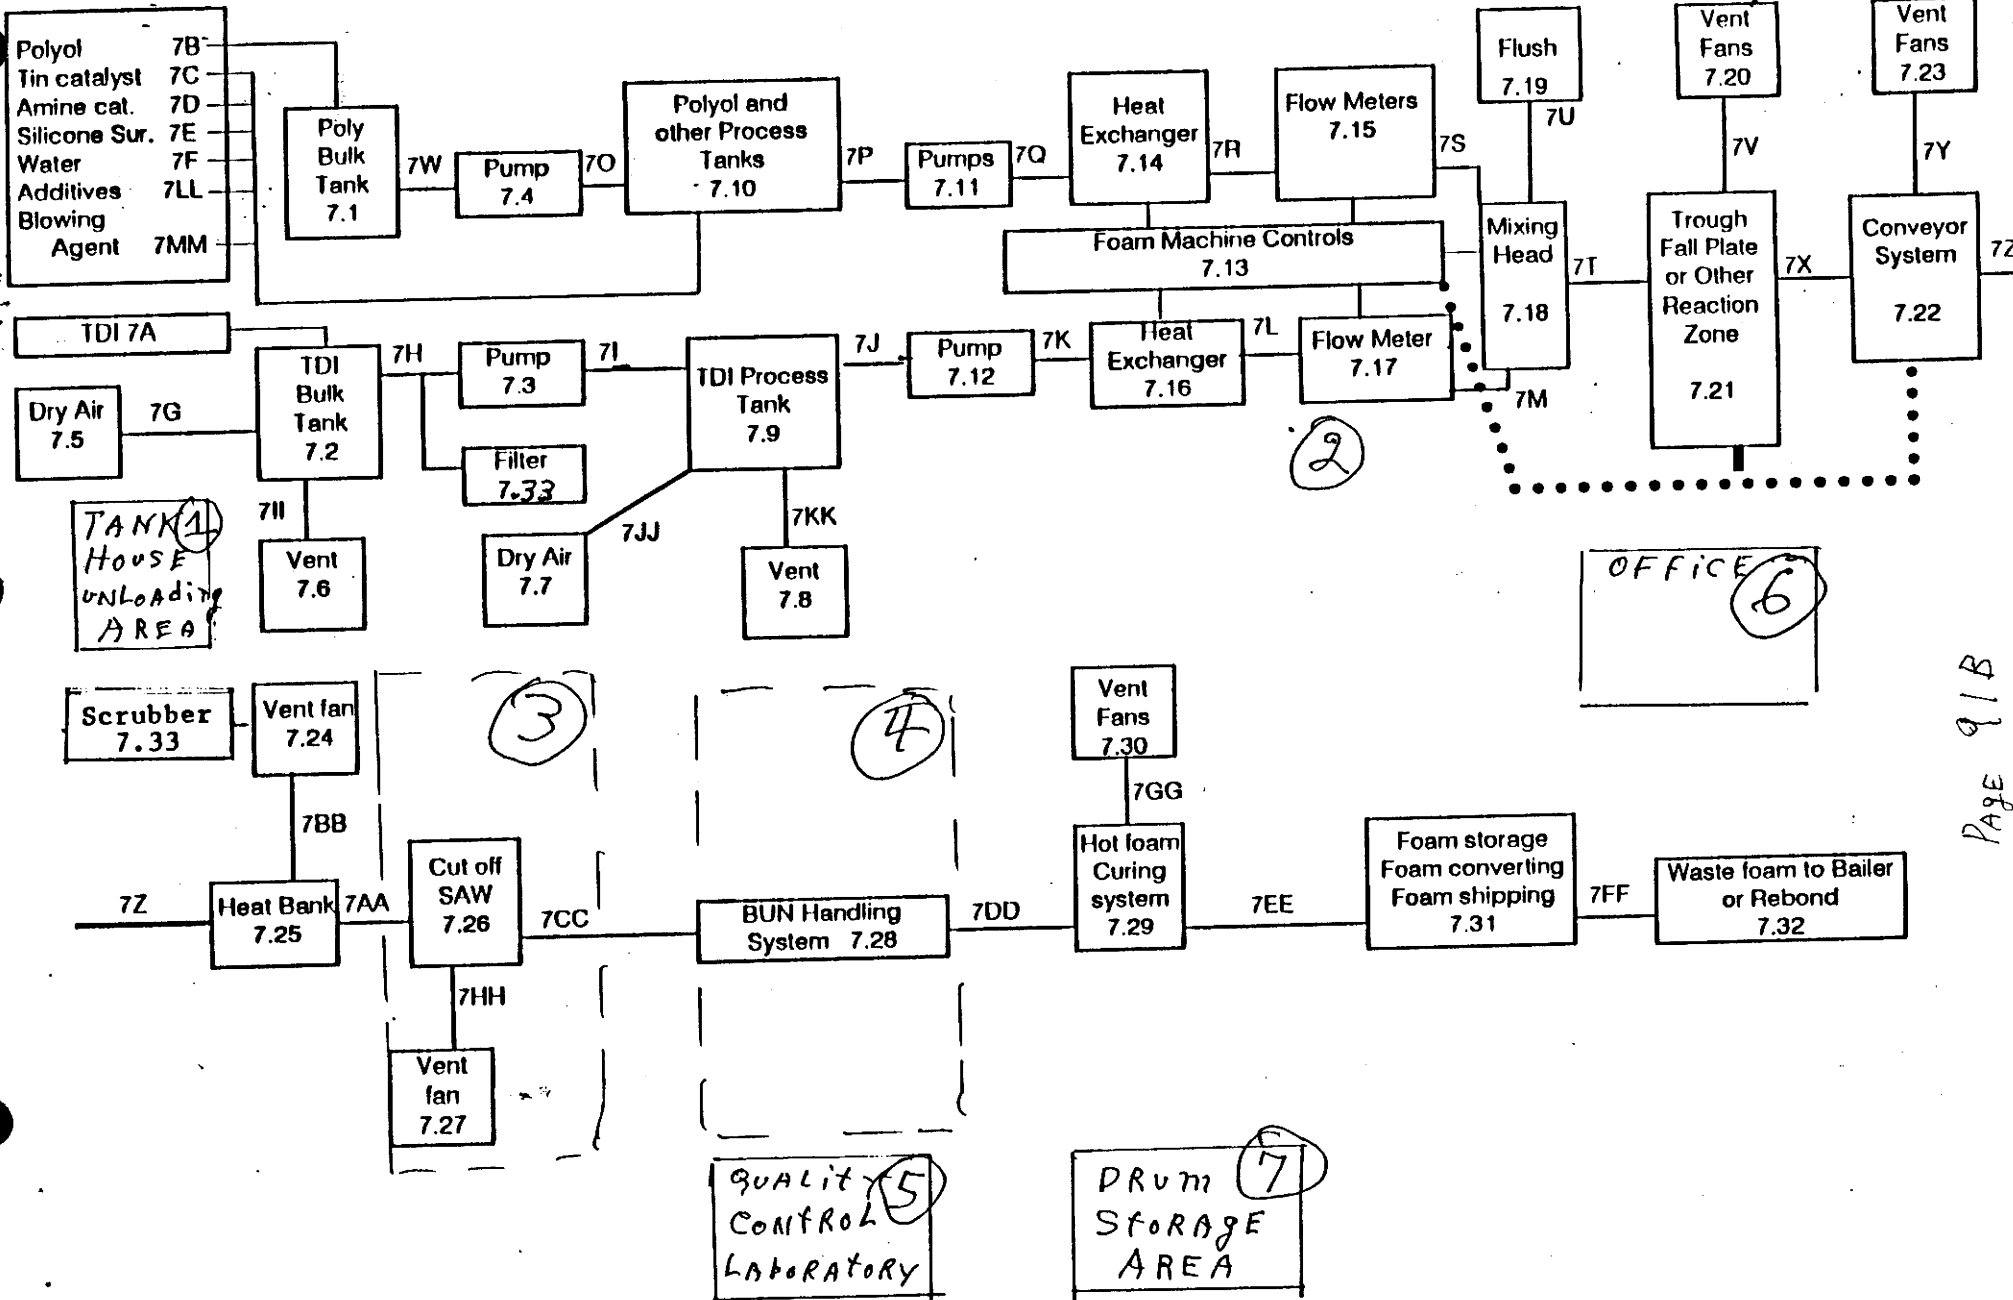 Polyol 7B
Tin catalyst 7C
Amine cat. 7D
Silicone Sur. 7E
Water 7F
Additives 7LL
Blowing
Agent 7MM
Poly
Bulk
Tank
7.1
7W
Pump
7.4
7O
Polyol and
other Process
Tanks
7.10
7P
Pumps
7.11
7Q
Heat
Exchanger
7.14
7R
Flow Meters
7.15
7S
Flush
7.19
7U
Vent
Fans
7.20
7V
Vent
Fans
7.23
7Y
Foam Machine Controls
7.13
Mixing
Head
7.18
7T
Trough
Fall Plate
or Other
Reaction
Zone
7.21
7X
Conveyor
System
7.22
7Z
TDI 7A
Dry Air
7.5
7G
TDI
Bulk
Tank
7.2
7H
Pump
7.3
7I
Filter
7.33
TDI Process
Tank
7.9
7J
Pump
7.12
7K
Heat
Exchanger
7.16
7L
Flow Meter
7.17
7M
2
TANK 1
HOUSE
UNLOAding
AREA
7II
Vent
7.6
Dry Air
7.7
7JJ
7KK
Vent
7.8
OFFiCE
6
PAgE 91B
Scrubber
7.33
Vent fan
7.24
7BB
3
4
Vent
Fans
7.30
7GG
7Z
Heat Bank
7.25
7AA
Cut off
SAW
7.26
7CC
BUN Handling
System 7.28
7DD
Hot foam
Curing
system
7.29
7EE
Foam storage
Foam converting
Foam shipping
7.31
7FF
Waste foam to Bailer
or Rebond
7.32
7HH
Vent
fan
7.27
QUALitY 5
CONtROL
LAbORAtORY
DRUm 7
StORAgE
AREA